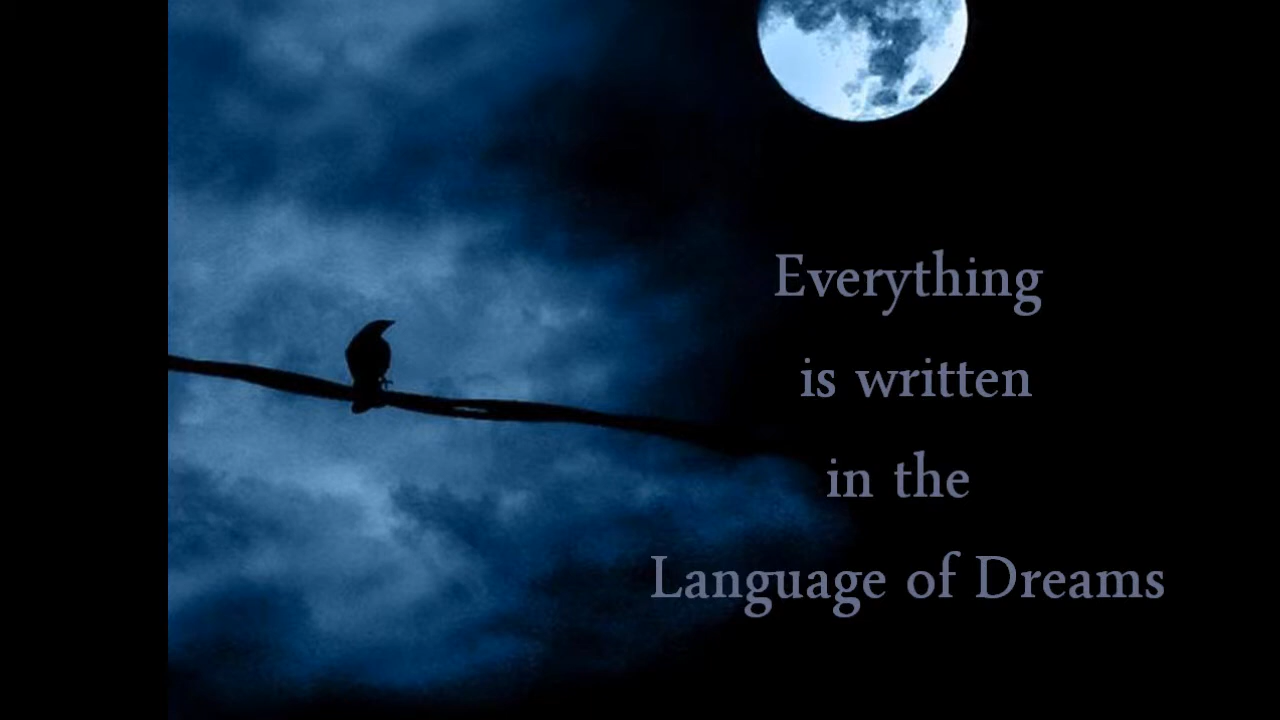 Everything
is written
in the
Language of Dreams